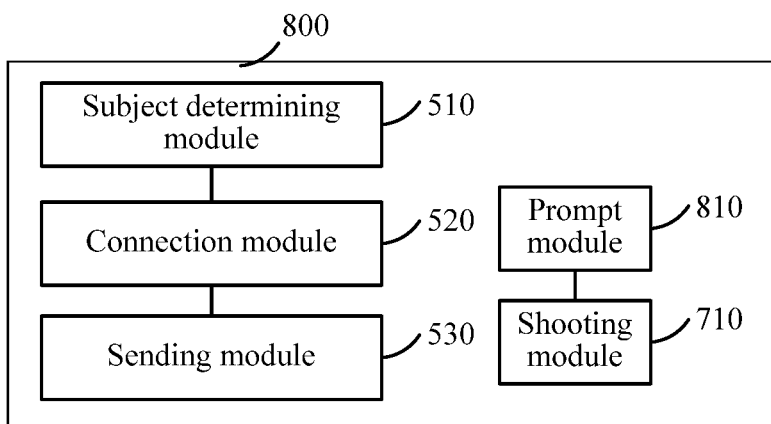 800
Subject determining
module
510
Connection module
520
Sending module
530
Prompt
module
810
Shooting
module
710